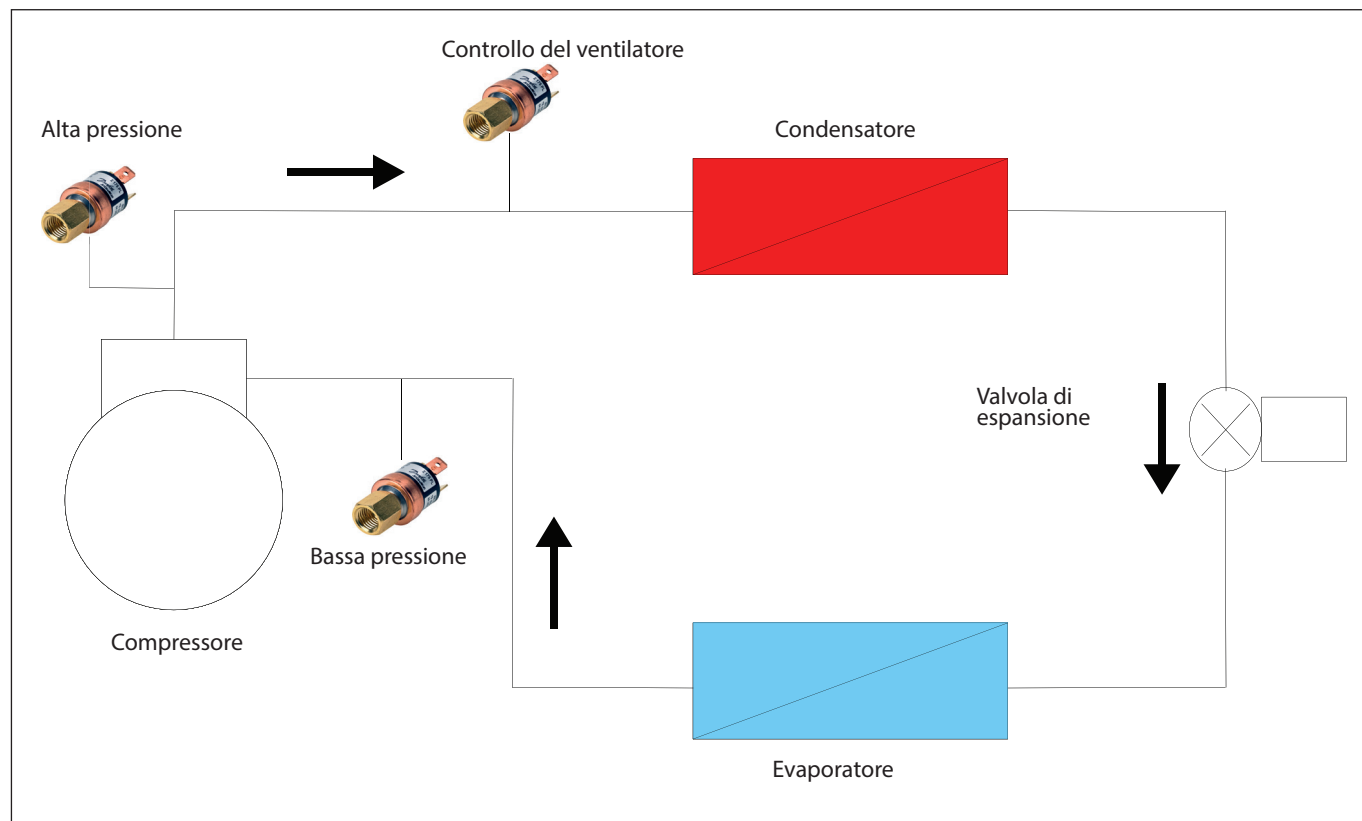 Controllo del ventilatore
Alta pressione
Condensatore
Valvola di
espansione
Bassa pressione
Compressore
Evaporatore